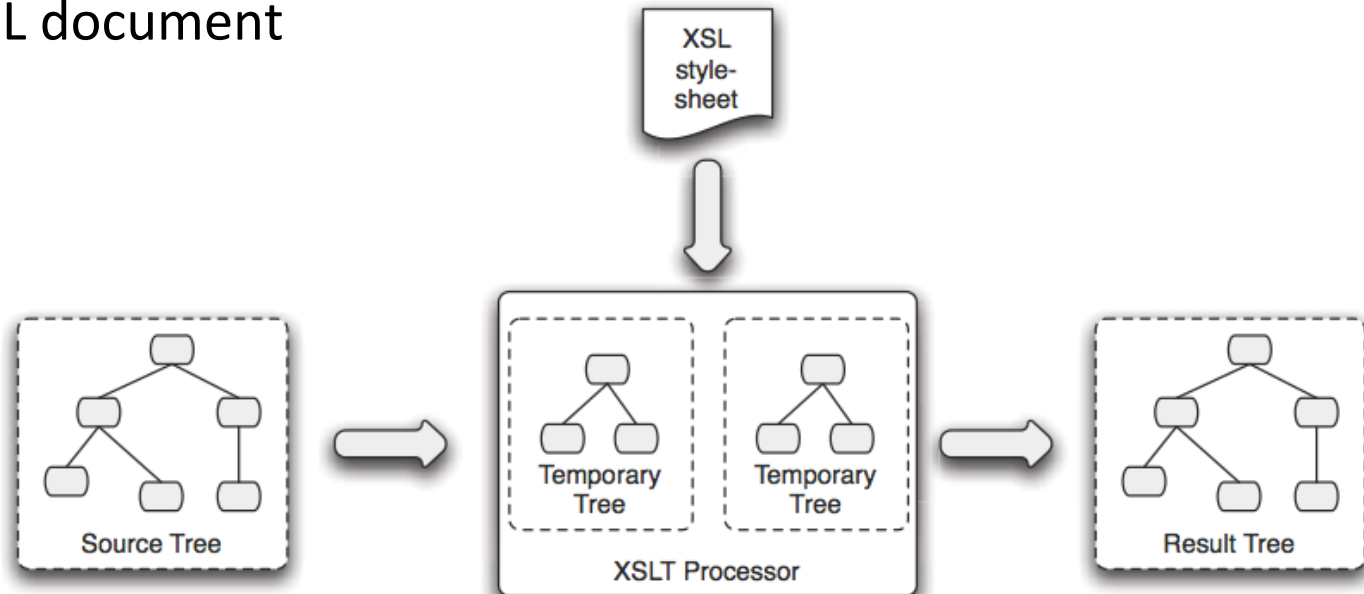 L document
XSL
style-
sheet
Temporary
Tree
Temporary
Tree
Source Tree
XSLT Processor
Result Tree